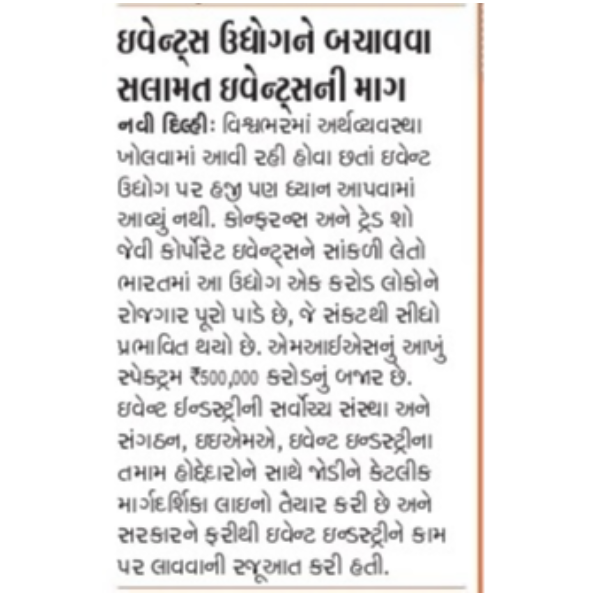 ઇવેન્ટ્સ ઉદ્યોગને બચાવવા
સલામત ઇવેન્ટ્સની માગ
નવી દિલ્હીઃ વિશ્વભરમાં અર્થવ્યવસ્થા
ખોલવામાં આવી રહી હોવા છતાં ઇવેન્ટ
ઉદ્યોગ પર હજી પણ ધ્યાન આપવામાં
આવ્યું નથી. કોન્ફરન્સ અને ટ્રેડ શો
જેવી કોર્પોરેટ ઇવેન્ટ્સને સાંકળી લેતો
ભારતમાં આ ઉદ્યોગ એક કરોડ લોકોને
રોજગાર પૂરો પાડે છે, જે સંકટથી સીધો
પ્રભાવિત થયો છે. એમઆઈએસનું આખું
સ્પેક્ટ્રમ ₹500,000 કરોડનું બજાર છે.
ઇવેન્ટ ઈન્ડસ્ટ્રીની સર્વોચ્ચ સંસ્થા અને
સંગઠન, ઇઇએમએ, ઇવેન્ટ ઇન્ડસ્ટ્રીના
તમામ હોદ્દેદારોને સાથે જોડીને કેટલીક
માર્ગદર્શિકા લાઇનો તૈયાર કરી છે અને
સરકારને ફરીથી ઇવેન્ટ ઇન્ડસ્ટ્રીને કામ
પર લાવવાની રજૂઆત કરી હતી.